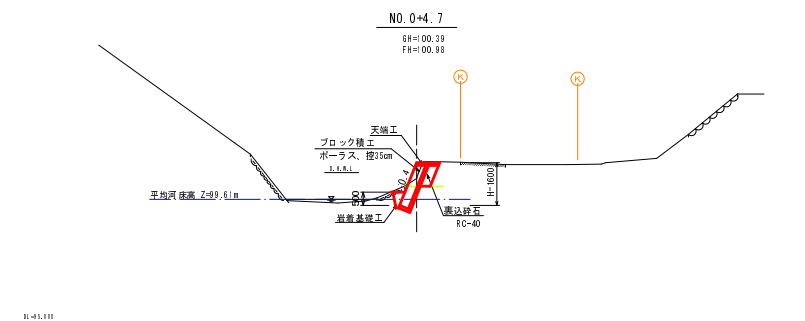 NO.0+4.7
GH=100.39
FH=100.98
K
K
天端工
ブロック積工
ポーラス、控35cm
D.H.W.L
平均河床高 Z=99.61m
500
0.4
H=1600
岩着基礎工
裏込砕石
RC-40